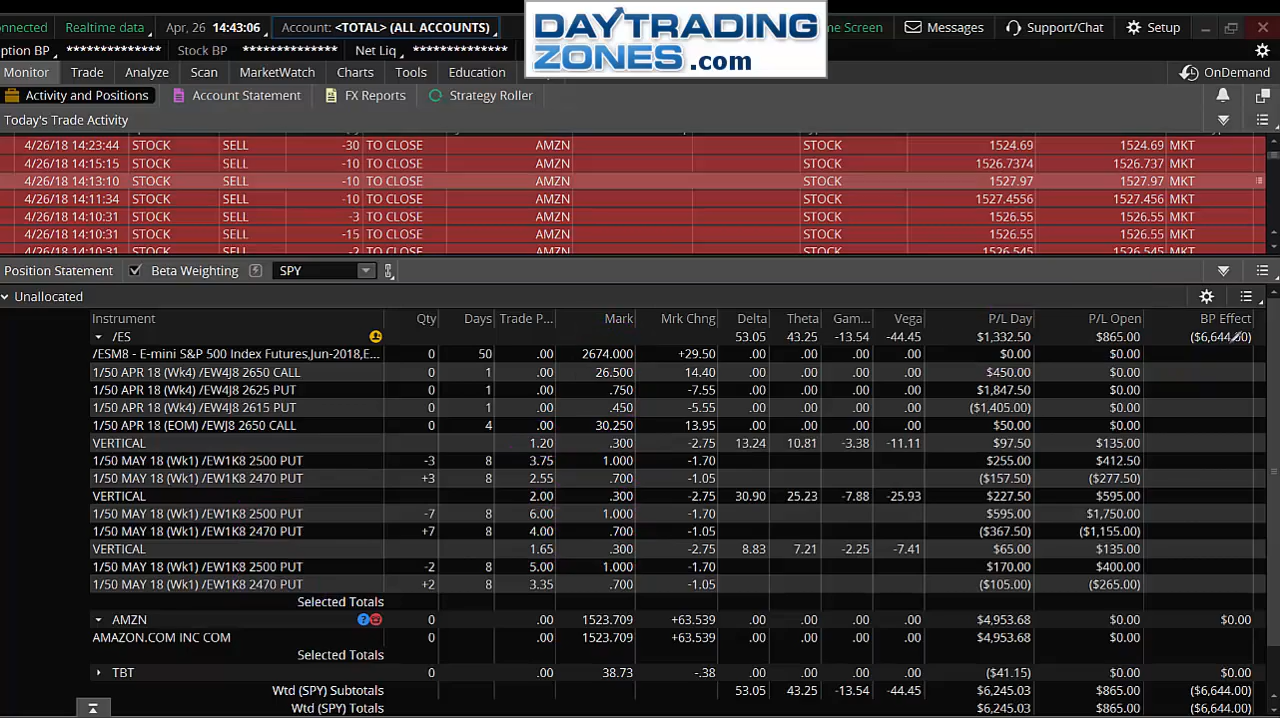 onnected Realtime data Apr, 26 14:43:06 Account: <TOTAL> (ALL ACCOUNTS) DAYTRADING ZONES.com me Screen Messages Support/Chat Setup
ption BP ************ Stock BP ************ Net Liq ************
Monitor Trade Analyze Scan MarketWatch Charts Tools Education OnDemand
Activity and Positions Account Statement FX Reports Strategy Roller
Today's Trade Activity
4/26/18 14:23:44 STOCK SELL -30 TO CLOSE AMZN STOCK 1524.69 1524.69 MKT
4/26/18 14:15:15 STOCK SELL -10 TO CLOSE AMZN STOCK 1526.7374 1526.737 MKT
4/26/18 14:13:10 STOCK SELL -10 TO CLOSE AMZN STOCK 1527.97 1527.97 MKT
4/26/18 14:11:34 STOCK SELL -10 TO CLOSE AMZN STOCK 1527.4556 1527.456 MKT
4/26/18 14:10:31 STOCK SELL -3 TO CLOSE AMZN STOCK 1526.55 1526.55 MKT
4/26/18 14:10:31 STOCK SELL -15 TO CLOSE AMZN STOCK 1526.55 1526.55 MKT
4/26/18 14:10:31 STOCK SELL -2 TO CLOSE AMZN STOCK 1526.545 1526.545 MKT
Position Statement Beta Weighting SPY
Unallocated
Instrument Qty Days Trade P... Mark Mrk Chng Delta Theta Gam... Vega P/L Day P/L Open BP Effect
/ES 53.05 43.25 -13.54 -44.45 $1,332.50 $865.00 ($6,644.00)
/ESM8 - E-mini S&P 500 Index Futures,Jun-2018,E... 0 50 .00 2674.000 +29.50 .00 .00 .00 .00 $0.00 $0.00
1/50 APR 18 (Wk4) /EW4J8 2650 CALL 0 1 .00 26.500 14.40 .00 .00 .00 .00 $450.00 $0.00
1/50 APR 18 (Wk4) /EW4J8 2625 PUT 0 1 .00 .750 -7.55 .00 .00 .00 .00 $1,847.50 $0.00
1/50 APR 18 (Wk4) /EW4J8 2615 PUT 0 1 .00 .450 -5.55 .00 .00 .00 .00 ($1,405.00) $0.00
1/50 APR 18 (EOM) /EWJ8 2650 CALL 0 4 .00 30.250 13.95 .00 .00 .00 .00 $50.00 $0.00
VERTICAL 1.20 .300 -2.75 13.24 10.81 -3.38 -11.11 $97.50 $135.00
1/50 MAY 18 (Wk1) /EW1K8 2500 PUT -3 8 3.75 1.000 -1.70 $255.00 $412.50
1/50 MAY 18 (Wk1) /EW1K8 2470 PUT +3 8 2.55 .700 -1.05 ($157.50) ($277.50)
VERTICAL 2.00 .300 -2.75 30.90 25.23 -7.88 -25.93 $227.50 $595.00
1/50 MAY 18 (Wk1) /EW1K8 2500 PUT -7 8 6.00 1.000 -1.70 $595.00 $1,750.00
1/50 MAY 18 (Wk1) /EW1K8 2470 PUT +7 8 4.00 .700 -1.05 ($367.50) ($1,155.00)
VERTICAL 1.65 .300 -2.75 8.83 7.21 -2.25 -7.41 $65.00 $135.00
1/50 MAY 18 (Wk1) /EW1K8 2500 PUT -2 8 5.00 1.000 -1.70 $170.00 $400.00
1/50 MAY 18 (Wk1) /EW1K8 2470 PUT +2 8 3.35 .700 -1.05 ($105.00) ($265.00)
Selected Totals
AMZN 0 .00 1523.709 +63.539 .00 .00 .00 .00 $4,953.68 $0.00 $0.00
AMAZON.COM INC COM 0 .00 1523.709 +63.539 .00 .00 .00 .00 $4,953.68 $0.00
Selected Totals
TBT 0 .00 38.73 -.38 .00 .00 .00 .00 ($41.15) $0.00 $0.00
Wtd (SPY) Subtotals 53.05 43.25 -13.54 -44.45 $6,245.03 $865.00 ($6,644.00)
Wtd (SPY) Totals $6,245.03 $865.00 ($6,644.00)